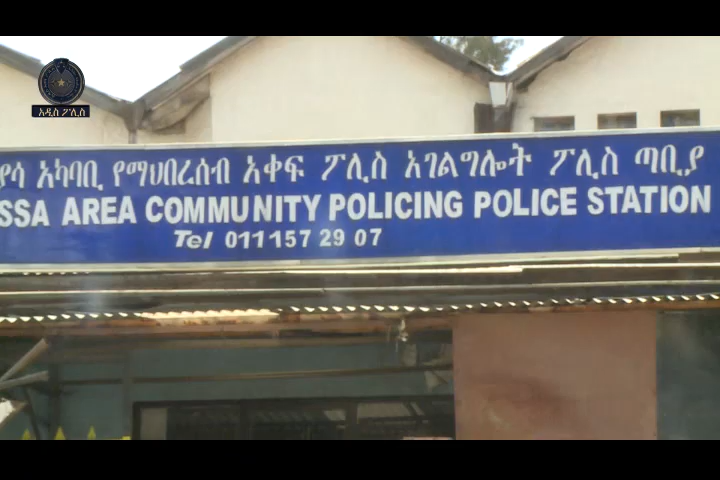 አዲስ ፖሊስ
ያሳ አካባቢ የማህበረሰብ አቀፍ ፖሊስ አገልግሎት ፖሊስ ጣቢያ
SSA AREA COMMUNITY POLICING POLICE STATION
Tel 011157 29 07